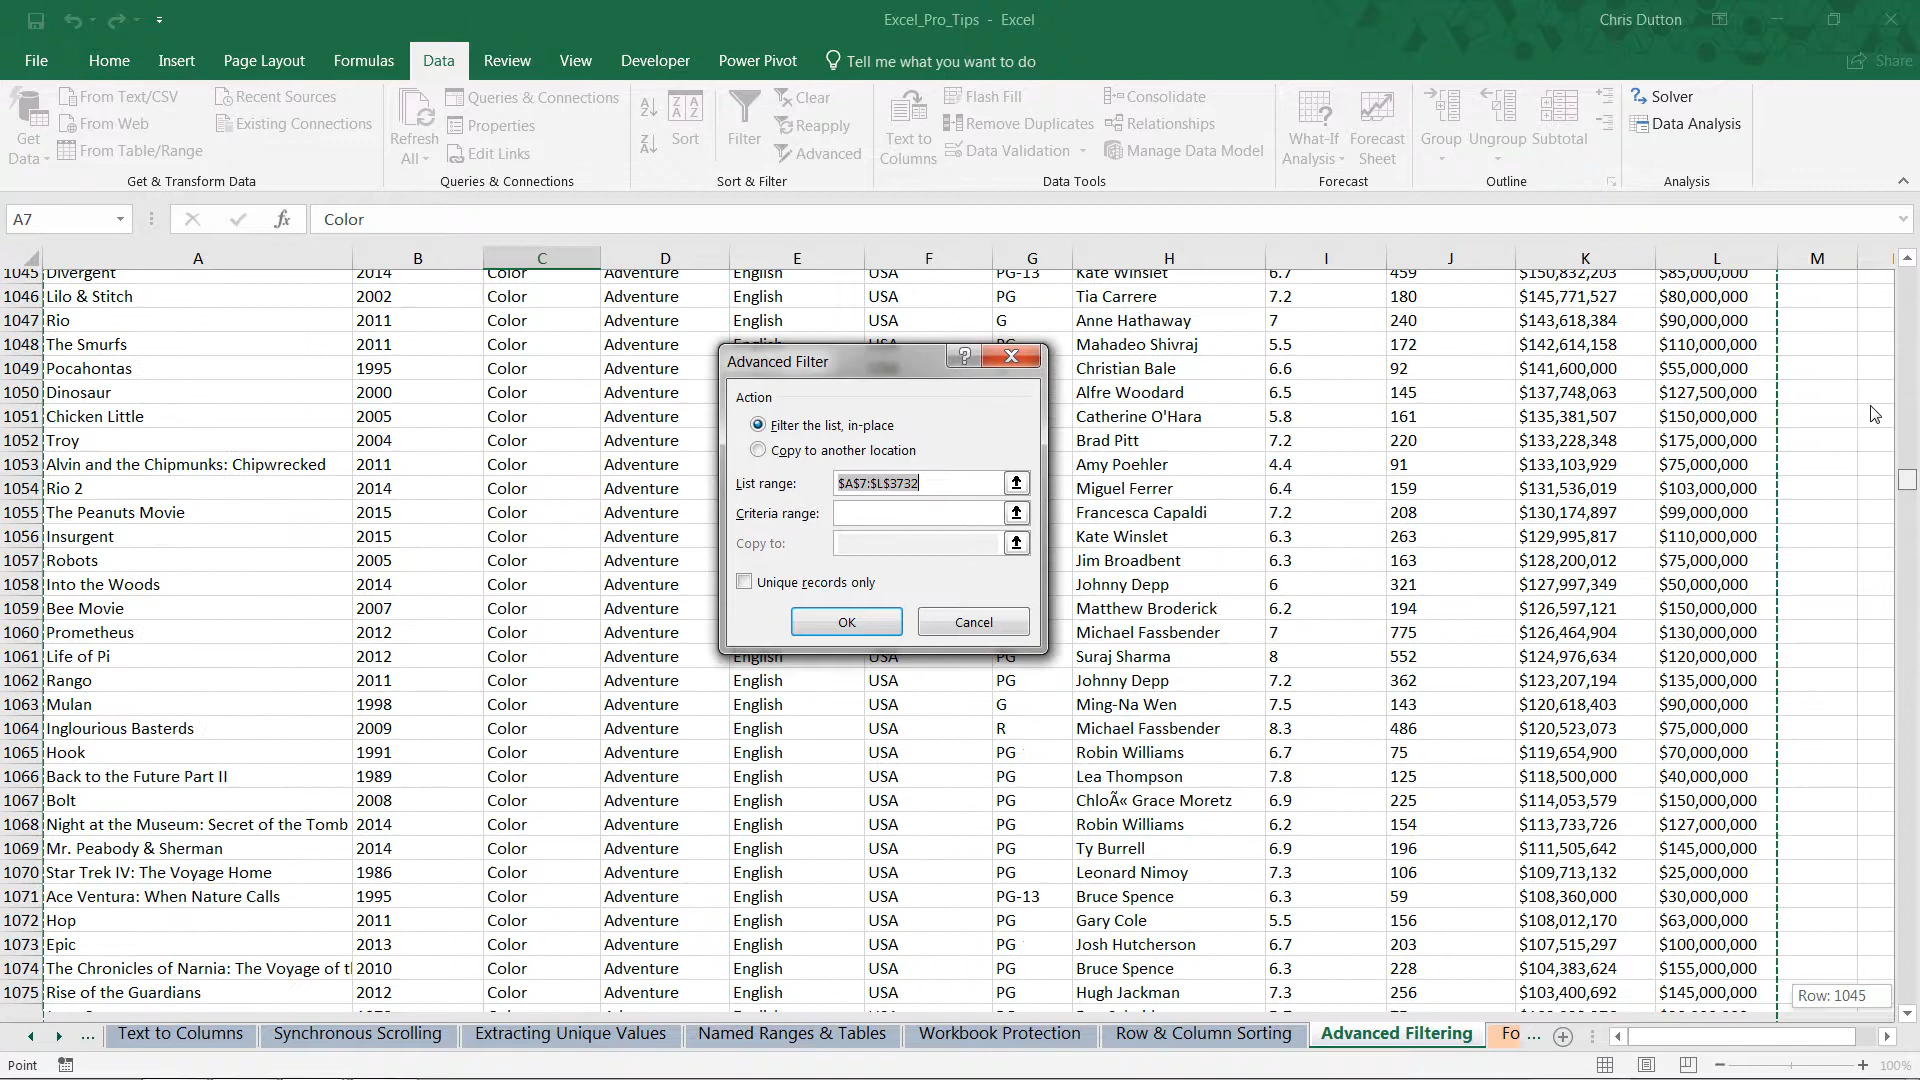 Excel_Pro_Tips - Excel
Chris Dutton
File Home Insert Page Layout Formulas Data Review View Developer Power Pivot Tell me what you want to do Share
Get Data
From Text/CSV
From Web
From Table/Range
Recent Sources
Existing Connections
Get & Transform Data
Refresh All
Queries & Connections
Properties
Edit Links
Queries & Connections
Sort
Filter
Clear
Reapply
Advanced
Sort & Filter
Text to Columns
Flash Fill
Remove Duplicates
Data Validation
Consolidate
Relationships
Manage Data Model
Data Tools
What-If Analysis
Forecast Sheet
Forecast
Group
Ungroup
Subtotal
Outline
Solver
Data Analysis
Analysis
A7 fx Color
A B C D E F G H I J K L M
1045 Divergent 2014 Color Adventure English USA PG-13 Kate Winslet 6.7 459 $150,832,203 $85,000,000
1046 Lilo & Stitch 2002 Color Adventure English USA PG Tia Carrere 7.2 180 $145,771,527 $80,000,000
1047 Rio 2011 Color Adventure English USA G Anne Hathaway 7 240 $143,618,384 $90,000,000
1048 The Smurfs 2011 Color Adventure Mahadeo Shivraj 5.5 172 $142,614,158 $110,000,000
1049 Pocahontas 1995 Color Adventure Christian Bale 6.6 92 $141,600,000 $55,000,000
1050 Dinosaur 2000 Color Adventure Alfre Woodard 6.5 145 $137,748,063 $127,500,000
1051 Chicken Little 2005 Color Adventure Catherine O'Hara 5.8 161 $135,381,507 $150,000,000
1052 Troy 2004 Color Adventure Brad Pitt 7.2 220 $133,228,348 $175,000,000
1053 Alvin and the Chipmunks: Chipwrecked 2011 Color Adventure Amy Poehler 4.4 91 $133,103,929 $75,000,000
1054 Rio 2 2014 Color Adventure Miguel Ferrer 6.4 159 $131,536,019 $103,000,000
1055 The Peanuts Movie 2015 Color Adventure Francesca Capaldi 7.2 208 $130,174,897 $99,000,000
1056 Insurgent 2015 Color Adventure Kate Winslet 6.3 263 $129,995,817 $110,000,000
1057 Robots 2005 Color Adventure Jim Broadbent 6.3 163 $128,200,012 $75,000,000
1058 Into the Woods 2014 Color Adventure Johnny Depp 6 321 $127,997,349 $50,000,000
1059 Bee Movie 2007 Color Adventure Matthew Broderick 6.2 194 $126,597,121 $150,000,000
1060 Prometheus 2012 Color Adventure Michael Fassbender 7 775 $126,464,904 $130,000,000
1061 Life of Pi 2012 Color Adventure English USA PG Suraj Sharma 8 552 $124,976,634 $120,000,000
1062 Rango 2011 Color Adventure English USA PG Johnny Depp 7.2 362 $123,207,194 $135,000,000
1063 Mulan 1998 Color Adventure English USA G Ming-Na Wen 7.5 143 $120,618,403 $90,000,000
1064 Inglourious Basterds 2009 Color Adventure English USA R Michael Fassbender 8.3 486 $120,523,073 $75,000,000
1065 Hook 1991 Color Adventure English USA PG Robin Williams 6.7 75 $119,654,900 $70,000,000
1066 Back to the Future Part II 1989 Color Adventure English USA PG Lea Thompson 7.8 125 $118,500,000 $40,000,000
1067 Bolt 2008 Color Adventure English USA PG ChloÃ« Grace Moretz 6.9 225 $114,053,579 $150,000,000
1068 Night at the Museum: Secret of the Tomb 2014 Color Adventure English USA PG Robin Williams 6.2 154 $113,733,726 $127,000,000
1069 Mr. Peabody & Sherman 2014 Color Adventure English USA PG Ty Burrell 6.9 196 $111,505,642 $145,000,000
1070 Star Trek IV: The Voyage Home 1986 Color Adventure English USA PG Leonard Nimoy 7.3 106 $109,713,132 $25,000,000
1071 Ace Ventura: When Nature Calls 1995 Color Adventure English USA PG-13 Bruce Spence 6.3 59 $108,360,000 $30,000,000
1072 Hop 2011 Color Adventure English USA PG Gary Cole 5.5 156 $108,012,170 $63,000,000
1073 Epic 2013 Color Adventure English USA PG Josh Hutcherson 6.7 203 $107,515,297 $100,000,000
1074 The Chronicles of Narnia: The Voyage of t 2010 Color Adventure English USA PG Bruce Spence 6.3 228 $104,383,624 $155,000,000
1075 Rise of the Guardians 2012 Color Adventure English USA PG Hugh Jackman 7.3 256 $103,400,692 $145,000,000
Advanced Filter
Action
Filter the list, in-place
Copy to another location
List range: $A$7:$L$3732
Criteria range:
Copy to:
Unique records only
OK Cancel
Row: 1045
... Text to Columns Synchronous Scrolling Extracting Unique Values Named Ranges & Tables Workbook Protection Row & Column Sorting Advanced Filtering Fo ...
Point 100%